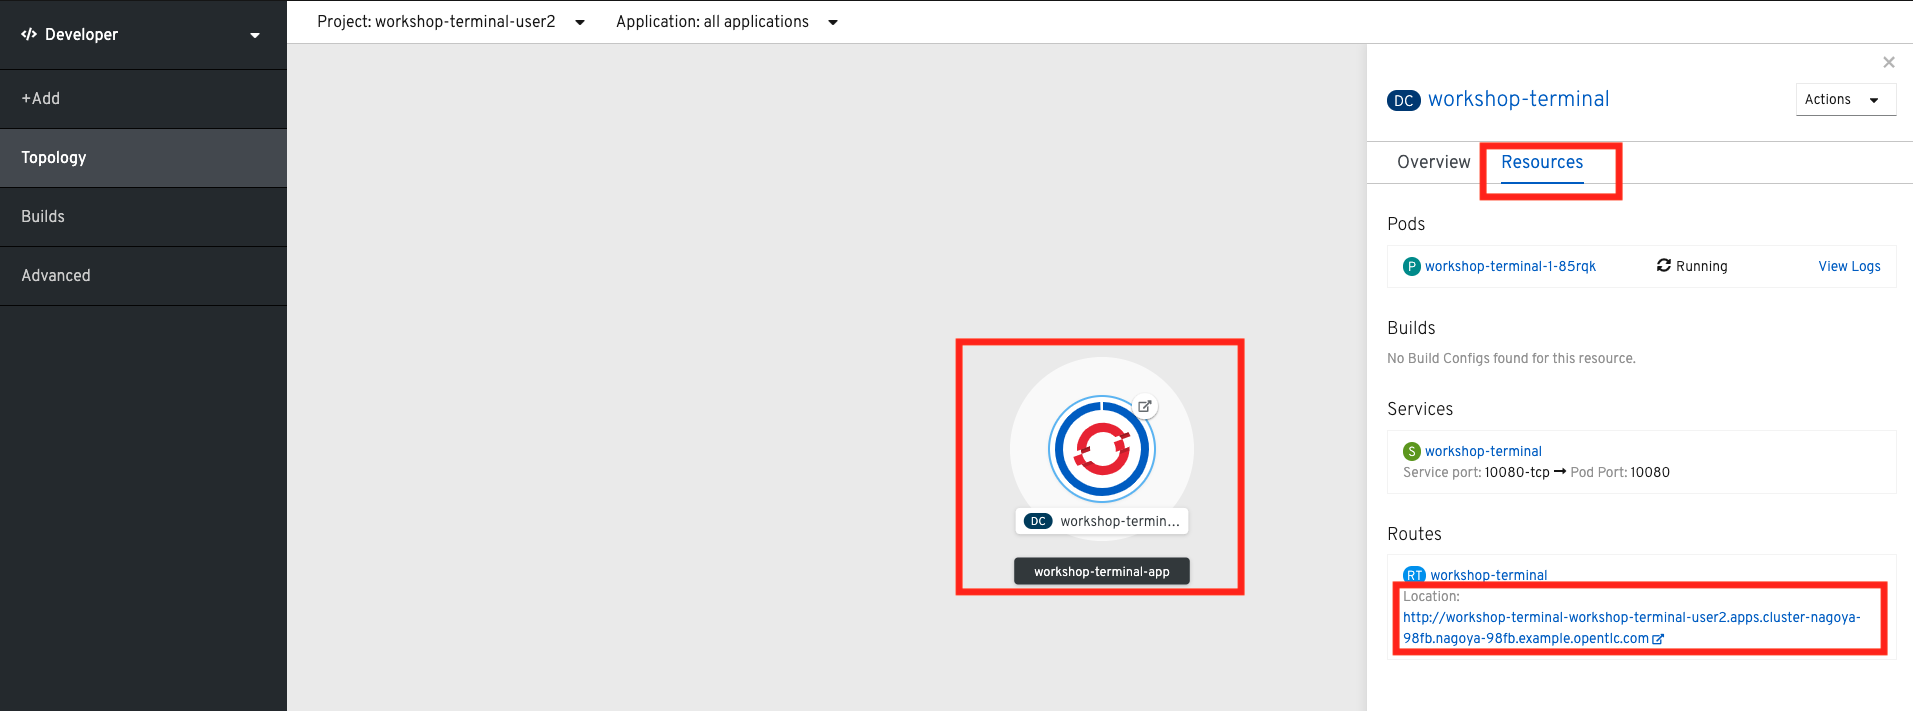 Developer
Project: workshop-terminal-user2
Application: all applications
+Add
Topology
Builds
Advanced
DC workshop-termin...
workshop-terminal-app
DC workshop-terminal
Actions
Overview
Resources
Pods
P workshop-terminal-1-85rqk Running View Logs
Builds
No Build Configs found for this resource.
Services
S workshop-terminal
Service port: 10080-tcp → Pod Port: 10080
Routes
RT workshop-terminal
Location:
http://workshop-terminal-workshop-terminal-user2.apps.cluster-nagoya-
98fb.nagoya-98fb.example.opentlc.com